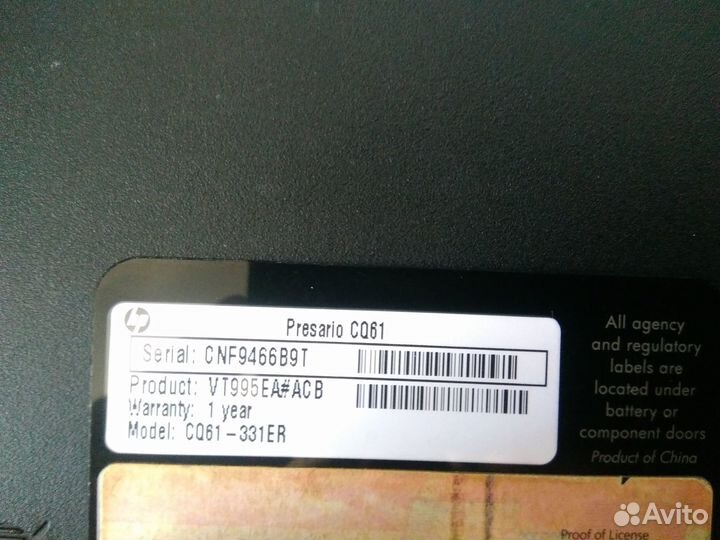 hp
Presario CQ61
Serial: CNF9466B9T
Product: VT995EA#ACB
Warranty: 1 year
Model: CQ61-331ER
All agency
and regulatory
labels are
located under
battery or
component doors
Product of China
Proof of License
Avito